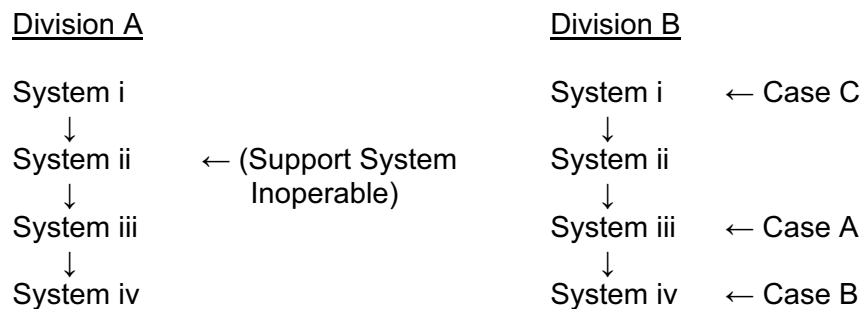 Division A Division B
System i System i ← Case C
↓ ↓
System ii ← (Support System System ii
Inoperable)
↓ ↓
System iii System iii ← Case A
↓ ↓
System iv System iv ← Case B